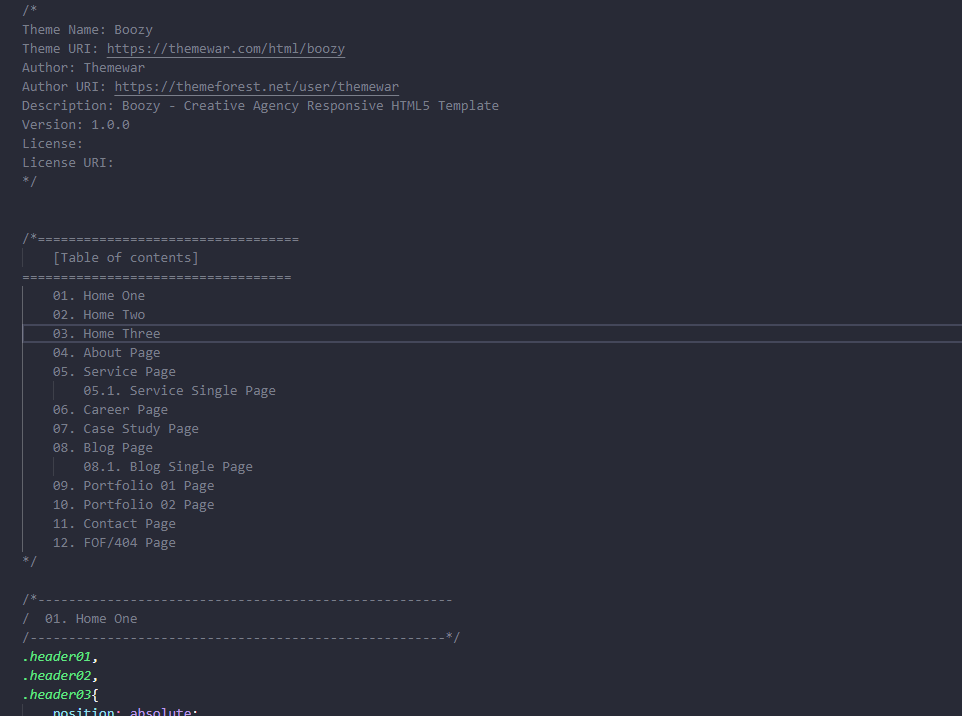 /*
Theme Name: Boozy
Theme URI: https://themewar.com/html/boozy
Author: Themewar
Author URI: https://themeforest.net/user/themewar
Description: Boozy - Creative Agency Responsive HTML5 Template
Version: 1.0.0
License:
License URI:
*/
/*==================================
[Table of contents]
===================================
01. Home One
02. Home Two
03. Home Three
04. About Page
05. Service Page
05.1. Service Single Page
06. Career Page
07. Case Study Page
08. Blog Page
08.1. Blog Single Page
09. Portfolio 01 Page
10. Portfolio 02 Page
11. Contact Page
12. FOF/404 Page
*/
/*------------------------------------------------------
/  01. Home One
/------------------------------------------------------*/
.header01,
.header02,
.header03{
position: absolute;